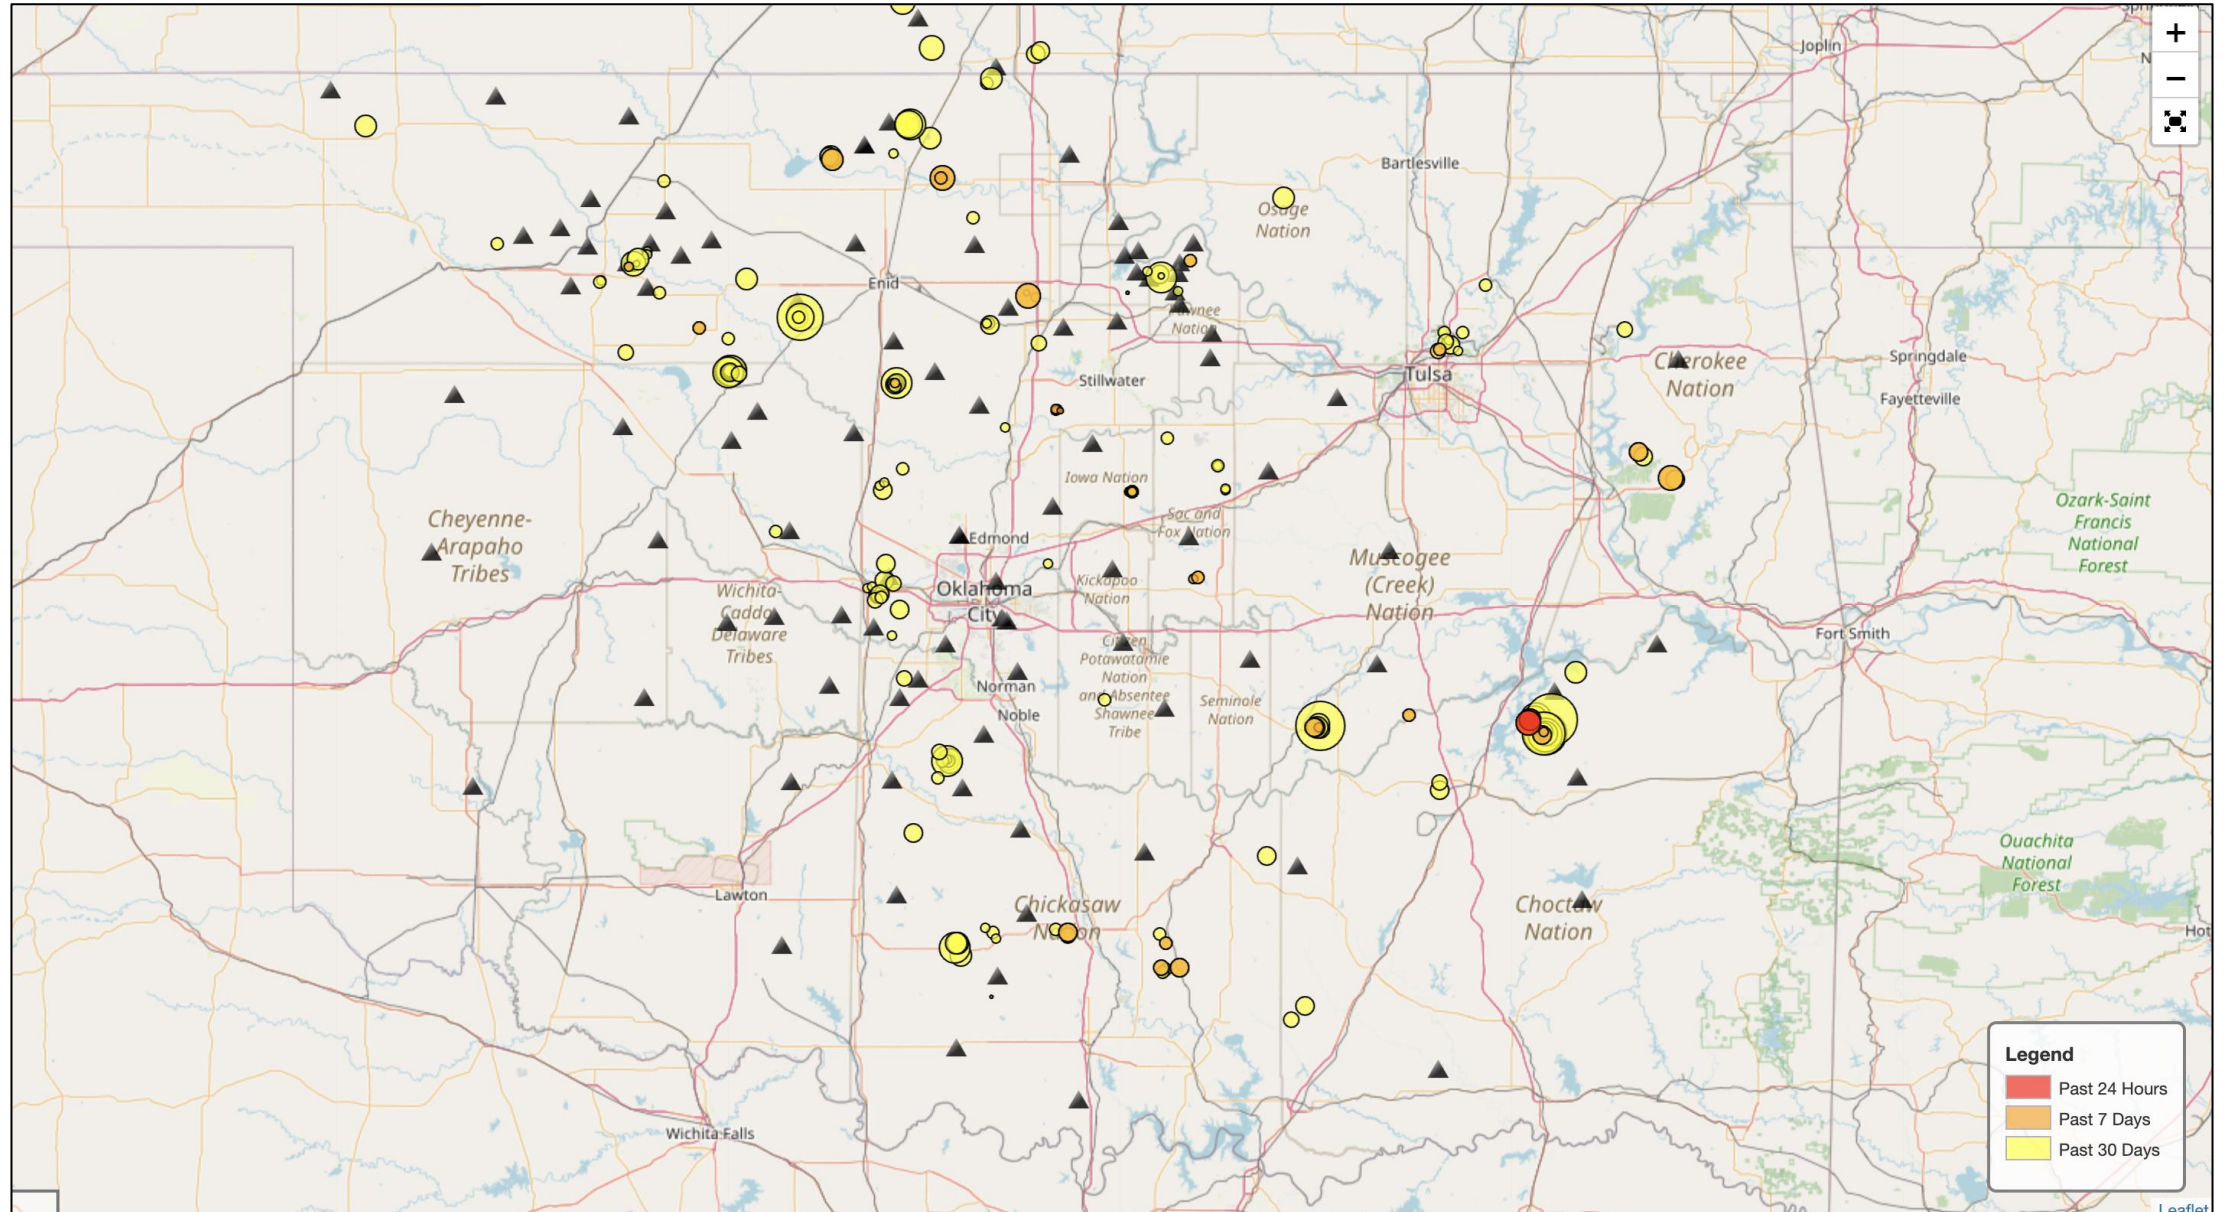 Joplin
+
−
Bartlesville
Osage
Nation
Enid
Nation
Cherokee
Nation
Springdale
Tulsa
Stillwater
Fayetteville
Iowa Nation
Cheyenne-
Arapaho
Tribes
Sac and
Fox Nation
Ozark-Saint
Francis
National
Forest
Edmond
Muscogee
(Creek)
Nation
Oklahoma
City
Kickapoo
Nation
Wichita-
Caddo
Delaware
Tribes
Fort Smith
Citizen
Potawatamie
Nation
and Absentee
Shawnee
Tribe
Norman
Noble
Seminole
Nation
Ouachita
National
Forest
Lawton
Chickasaw
Nation
Choctaw
Nation
Hot
Legend
Past 24 Hours
Past 7 Days
Past 30 Days
Wichita Falls
Leaflet